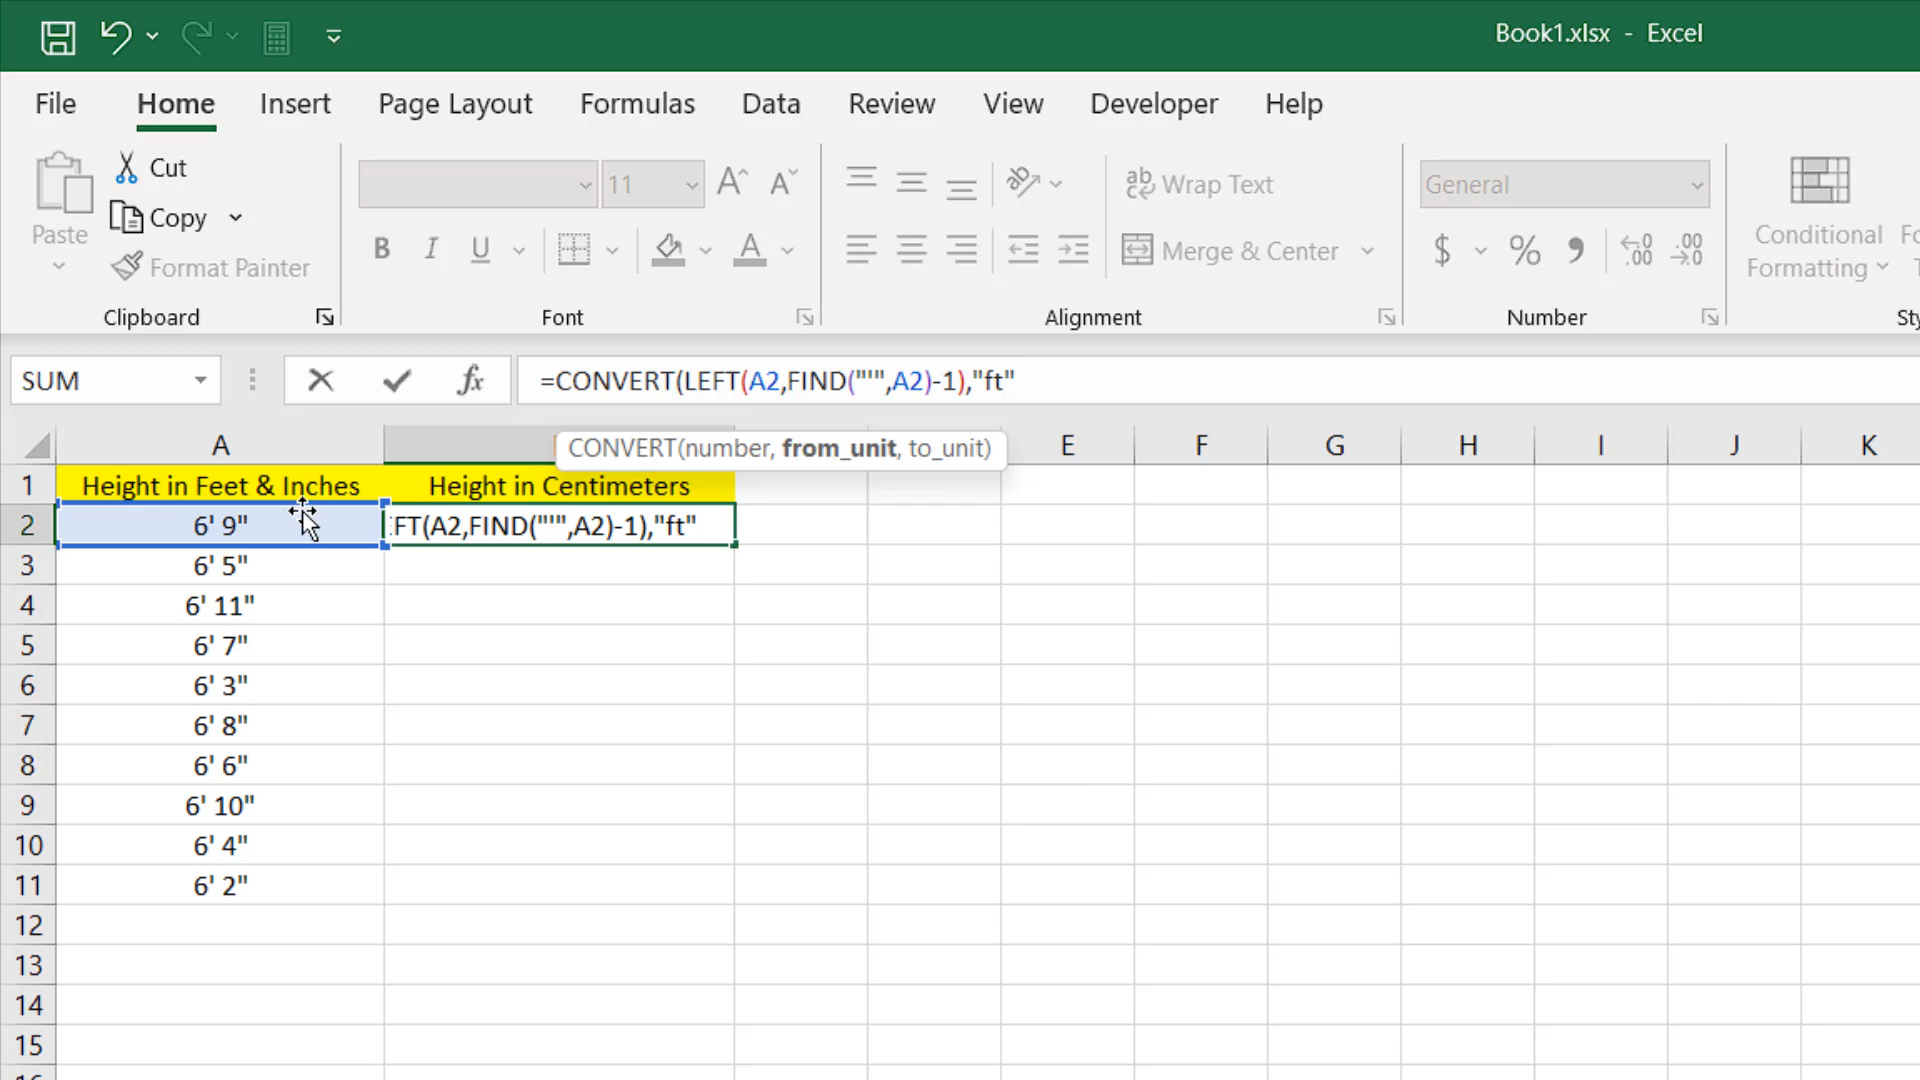 Book1.xlsx - Excel
File Home Insert Page Layout Formulas Data Review View Developer Help
Paste
Cut
Copy
Format Painter
Clipboard
11
B I U
Font
Wrap Text
Merge & Center
Alignment
General
$ % ,
Number
Conditional
Formatting
Sty
SUM
fx
=CONVERT(LEFT(A2,FIND("'",A2)-1),"ft"
CONVERT(number, from_unit, to_unit)
A E F G H I J K
1 Height in Feet & Inches Height in Centimeters
2 6' 9" FT(A2,FIND("'",A2)-1),"ft"
3 6' 5"
4 6' 11"
5 6' 7"
6 6' 3"
7 6' 8"
8 6' 6"
9 6' 10"
10 6' 4"
11 6' 2"
12
13
14
15